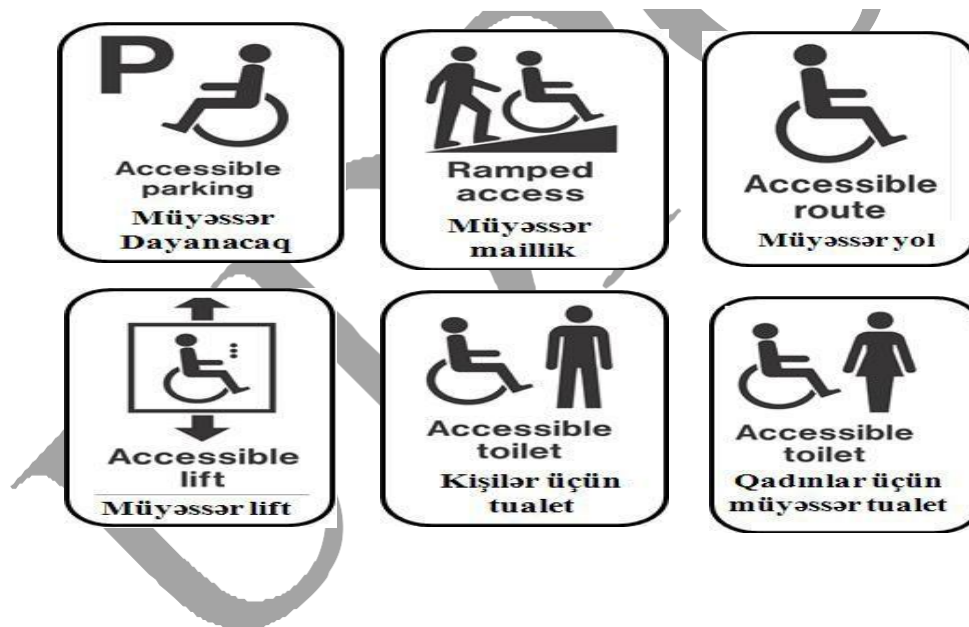 P
Accessible
parking
Müyəssər
Dayanacaq
Ramped
access
Müyəssər
maillik
Accessible
route
Müyəssər yol
Accessible
lift
Müyəssər lift
Accessible
toilet
Kişilər üçün
tualet
Accessible
toilet
Qadınlar üçün
müyəssər tualet